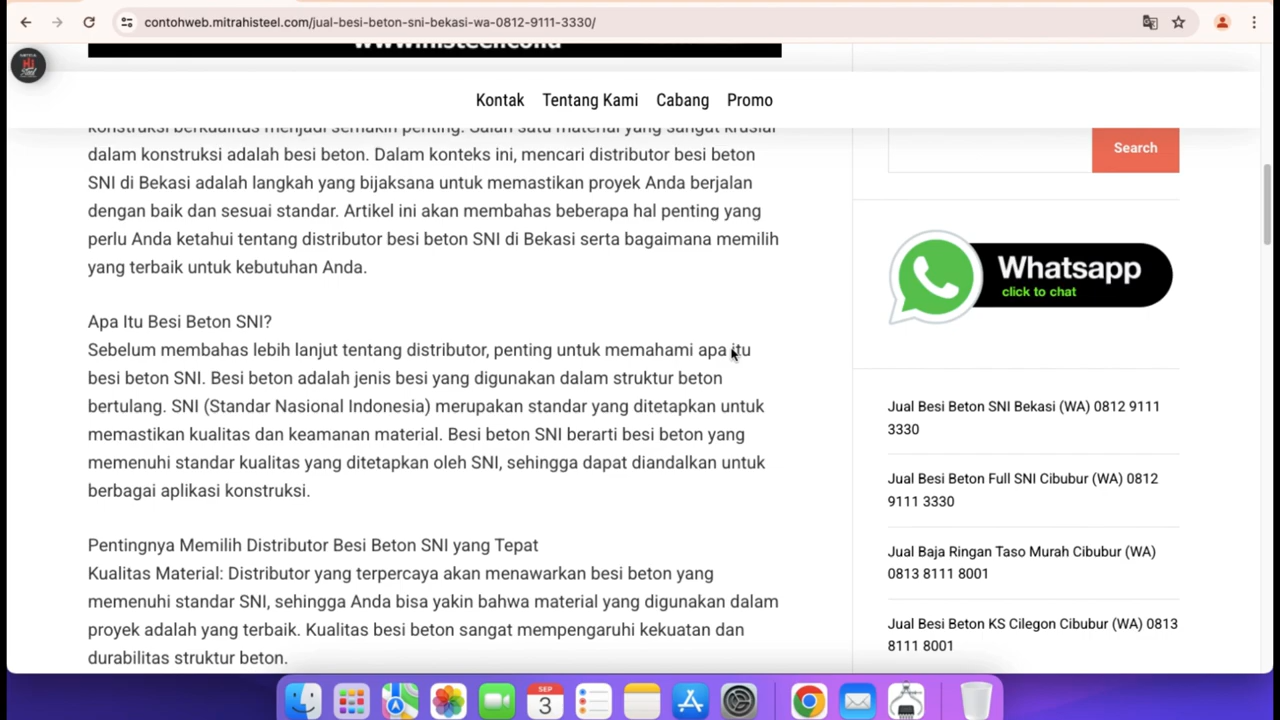 contohweb.mitrahisteel.com/jual-besi-beton-sni-bekasi-wa-0812-9111-3330/
Kontak Tentang Kami Cabang Promo
dalam konstruksi adalah besi beton. Dalam konteks ini, mencari distributor besi beton
SNI di Bekasi adalah langkah yang bijaksana untuk memastikan proyek Anda berjalan
dengan baik dan sesuai standar. Artikel ini akan membahas beberapa hal penting yang
perlu Anda ketahui tentang distributor besi beton SNI di Bekasi serta bagaimana memilih
yang terbaik untuk kebutuhan Anda.
Apa Itu Besi Beton SNI?
Sebelum membahas lebih lanjut tentang distributor, penting untuk memahami apa itu
besi beton SNI. Besi beton adalah jenis besi yang digunakan dalam struktur beton
bertulang. SNI (Standar Nasional Indonesia) merupakan standar yang ditetapkan untuk
memastikan kualitas dan keamanan material. Besi beton SNI berarti besi beton yang
memenuhi standar kualitas yang ditetapkan oleh SNI, sehingga dapat diandalkan untuk
berbagai aplikasi konstruksi.
Pentingnya Memilih Distributor Besi Beton SNI yang Tepat
Kualitas Material: Distributor yang terpercaya akan menawarkan besi beton yang
memenuhi standar SNI, sehingga Anda bisa yakin bahwa material yang digunakan dalam
proyek adalah yang terbaik. Kualitas besi beton sangat mempengaruhi kekuatan dan
durabilitas struktur beton.
Search
Whatsapp
click to chat
Jual Besi Beton SNI Bekasi (WA) 0812 9111
3330
Jual Besi Beton Full SNI Cibubur (WA) 0812
9111 3330
Jual Baja Ringan Taso Murah Cibubur (WA)
0813 8111 8001
Jual Besi Beton KS Cilegon Cibubur (WA) 0813
8111 8001
SEP
3